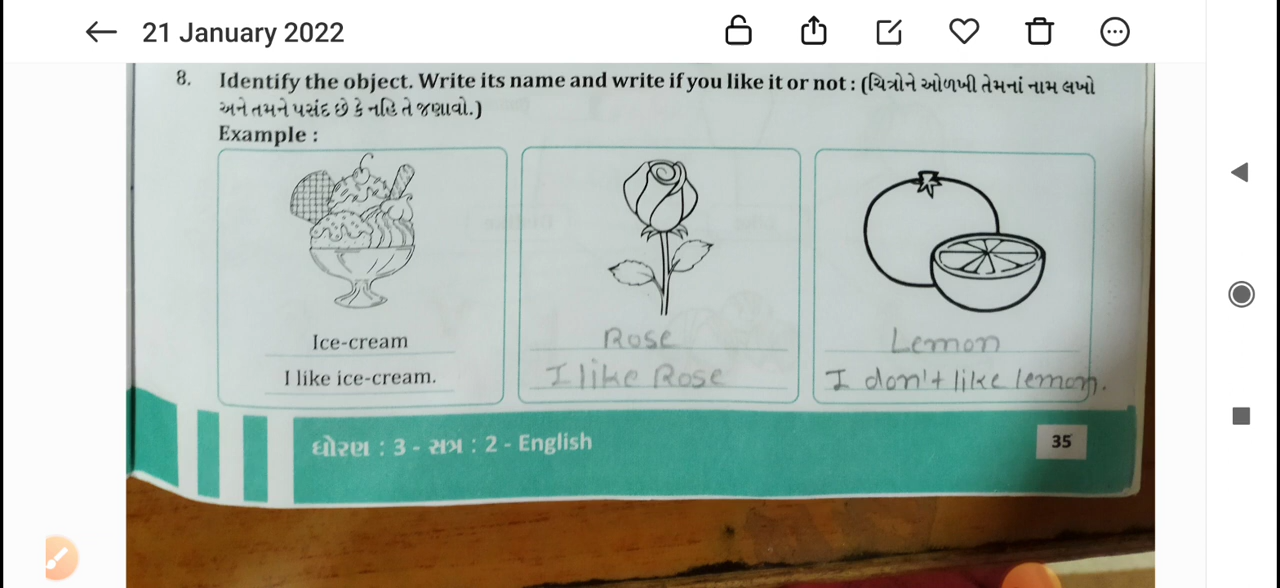 21 January 2022
8. Identify the object. Write its name and write if you like it or not : (ચિત્રોને ઓળખી તેમનાં નામ લખો
અને તમને પસંદ છે કે નહિ તે જણાવો.)
Example :
Ice-cream
I like ice-cream.
Rose
I like Rose
Lemon
I don't like lemon.
ધોરણ : 3 - સત્ર : 2 - English
35